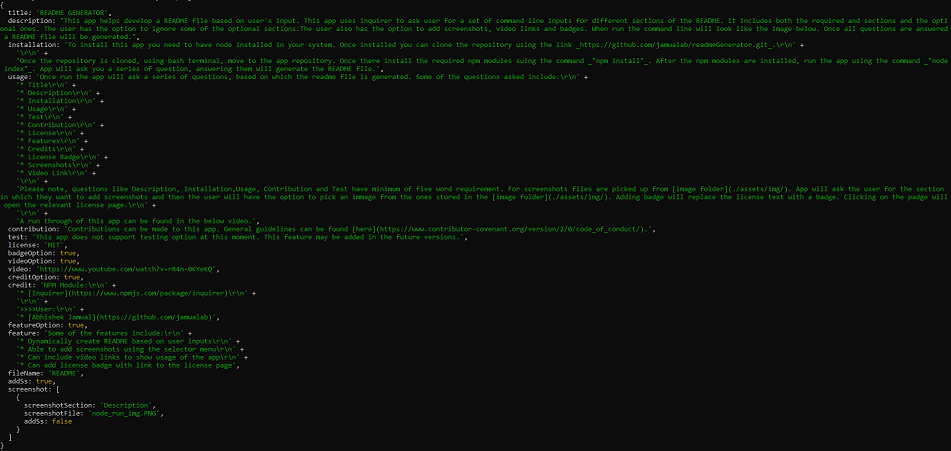 {
title: 'README GENERATOR',
description: "This app helps develop a README file based on user's input. This app uses inquirer to ask user for a set of command line inputs for different sections of the README. It includes both the required and sections and the opti
onal ones. The user has the option to ignore some of the optional sections.The user also has the option to add screenshots, video links and badges. When run the command line will look like the image below. Once all questions are answered
a README file will be generated.",
installation: 'To install this app you need to have node installed in your system. Once installed you can clone the repository using the link _https://github.com/jamwalab/readmeGenerator.git_.\r\n' +
'\r\n' +
'Once the repository is cloned, using bash terminal, move to the app repository. Once there install the required npm modules suing the command _"npm install"_. After the npm modules are installed, run the app using the command _"node
index"_. App will ask you a series of question, answering them will generate the README file.',
usage: 'Once run the app will ask a series of questions, based on which the readme file is generated. Some of the questions asked include:\r\n' +
'* Title\r\n' +
'* Description\r\n' +
'* Installation\r\n' +
'* Usage\r\n' +
'* Test\r\n' +
'* Contribution\r\n' +
'* License\r\n' +
'* Features\r\n' +
'* Credits\r\n' +
'* License Badge\r\n' +
'* Screenshots\r\n' +
'* Video Link\r\n' +
'\r\n' +
'Please note, questions like Description, Installation,Usage, Contribution and Test have minimum of five word requirement. For screenshots files are picked up from [image folder](./assets/img/). App will ask the user for the section
in which they want to add screenshots and then the user will have the option to pick an immage from the ones stored in the [image folder](./assets/img/). Adding badge will replace the license text with a badge. Clicking on the padge will
open the relevant license page.\r\n' +
'\r\n' +
'A run through of this app can be found in the below video.',
contribution: 'Contributions can be made to this app. General guidelines can be found [here](https://www.contributor-covenant.org/version/2/0/code_of_conduct/).',
test: 'This app does not support testing option at this moment. This feature may be added in the future versions.',
license: 'MIT',
badgeOption: true,
videoOption: true,
video: 'https://www.youtube.com/watch?v=rR4n-0KYeKQ',
creditOption: true,
credit: 'NPM Module:\r\n' +
'* [Inquirer](https://www.npmjs.com/package/inquirer)\r\n' +
'\r\n' +
'>>>>User:\r\n' +
'* [Abhishek Jamwal](https://github.com/jamwalab)',
featureOption: true,
feature: 'Some of the features include:\r\n' +
'* Dynamically create README based on user inputs\r\n' +
'* Able to add screenshots using the selector menu\r\n' +
'* Can include video links to show usage of the app\r\n' +
'* Can add license badge with link to the license page',
fileName: 'README',
addSs: true,
screenshot: [
{
screenshotSection: 'Description',
screenshotFile: 'node_run_img.PNG',
addSs: false
}
]
}